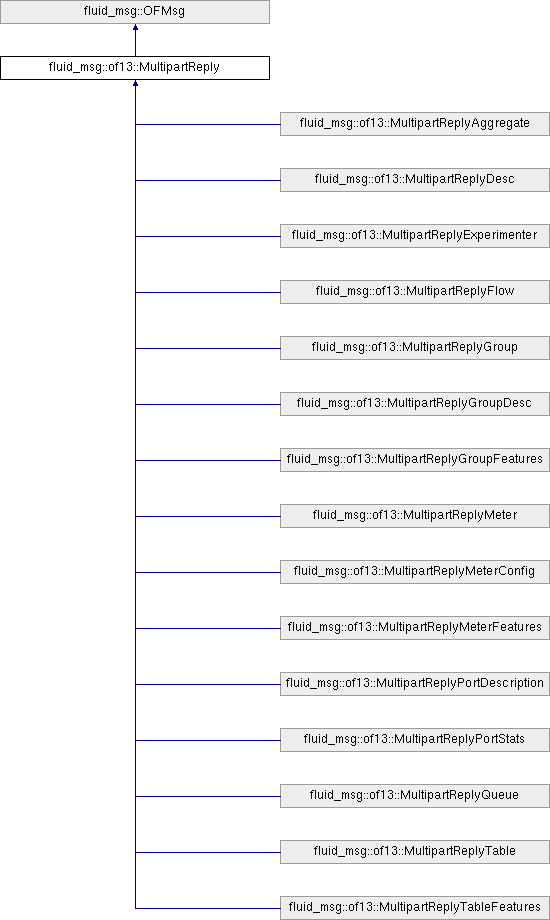 fluid_msg::OFMsg
fluid_msg::of13::MultipartReply
fluid_msg::of13::MultipartReplyAggregate
fluid_msg::of13::MultipartReplyDesc
fluid_msg::of13::MultipartReplyExperimenter
fluid_msg::of13::MultipartReplyFlow
fluid_msg::of13::MultipartReplyGroup
fluid_msg::of13::MultipartReplyGroupDesc
fluid_msg::of13::MultipartReplyGroupFeatures
fluid_msg::of13::MultipartReplyMeter
fluid_msg::of13::MultipartReplyMeterConfig
fluid_msg::of13::MultipartReplyMeterFeatures
fluid_msg::of13::MultipartReplyPortDescription
fluid_msg::of13::MultipartReplyPortStats
fluid_msg::of13::MultipartReplyQueue
fluid_msg::of13::MultipartReplyTable
fluid_msg::of13::MultipartReplyTableFeatures